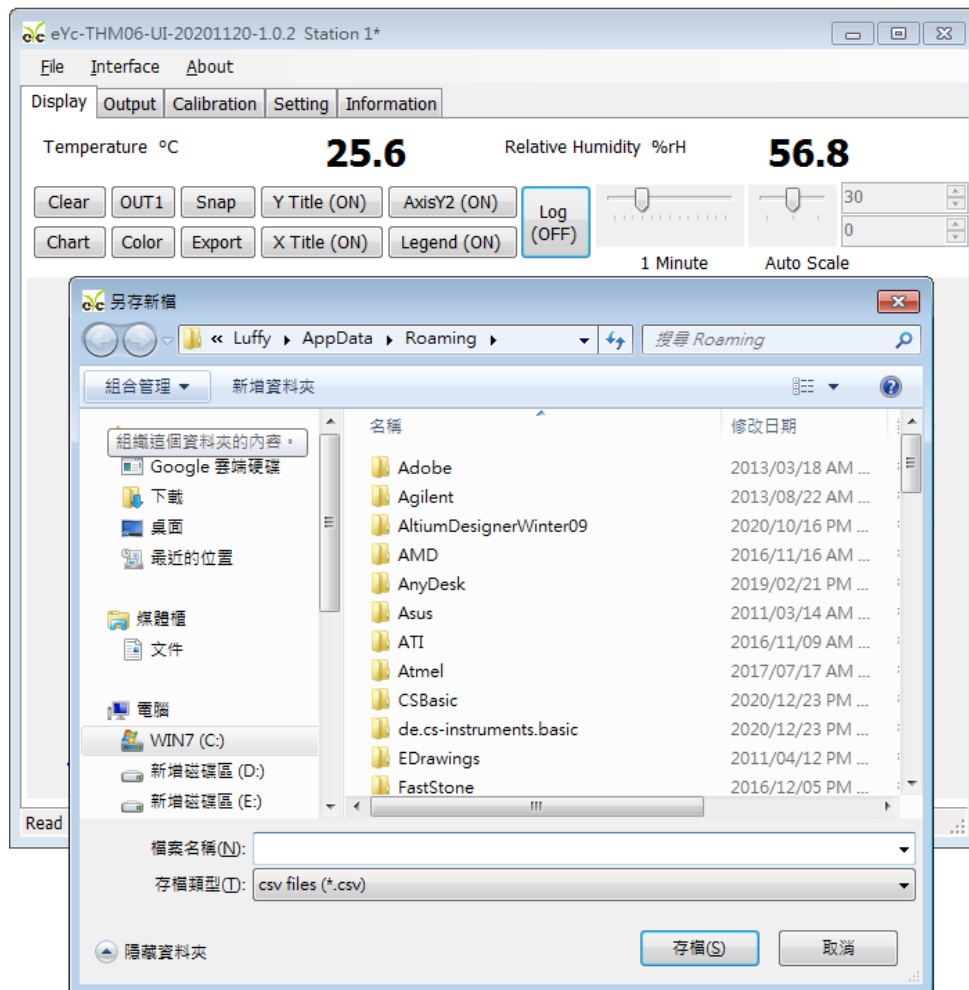 eYc-THM06-UI-20201120-1.0.2 Station 1*
File Interface About
Display Output Calibration Setting Information
Temperature °C 25.6 Relative Humidity %rH 56.8
Clear OUT1 Snap Y Title (ON) AxisY2 (ON) Log (OFF) 30
Chart Color Export X Title (ON) Legend (ON) 0
1 Minute Auto Scale
另存新檔
« Luffy ▸ AppData ▸ Roaming ▸ 搜尋 Roaming
組合管理 ▼ 新增資料夾
名稱 修改日期
組織這個資料夾的內容。
Google 雲端硬碟
下載
桌面
最近的位置
媒體櫃
文件
電腦
WIN7 (C:)
新增磁碟區 (D:)
新增磁碟區 (E:)
Adobe 2013/03/18 AM ...
Agilent 2013/08/22 AM ...
AltiumDesignerWinter09 2020/10/16 PM ...
AMD 2016/11/16 AM ...
AnyDesk 2019/02/21 PM ...
Asus 2011/03/14 AM ...
ATI 2016/11/09 AM ...
Atmel 2017/07/17 AM ...
CSBasic 2020/12/23 PM ...
de.cs-instruments.basic 2020/12/23 PM ...
EDrawings 2011/04/12 PM ...
FastStone 2016/12/05 PM ...
Read
檔案名稱(N):
存檔類型(T): csv files (*.csv)
隱藏資料夾 存檔(S) 取消